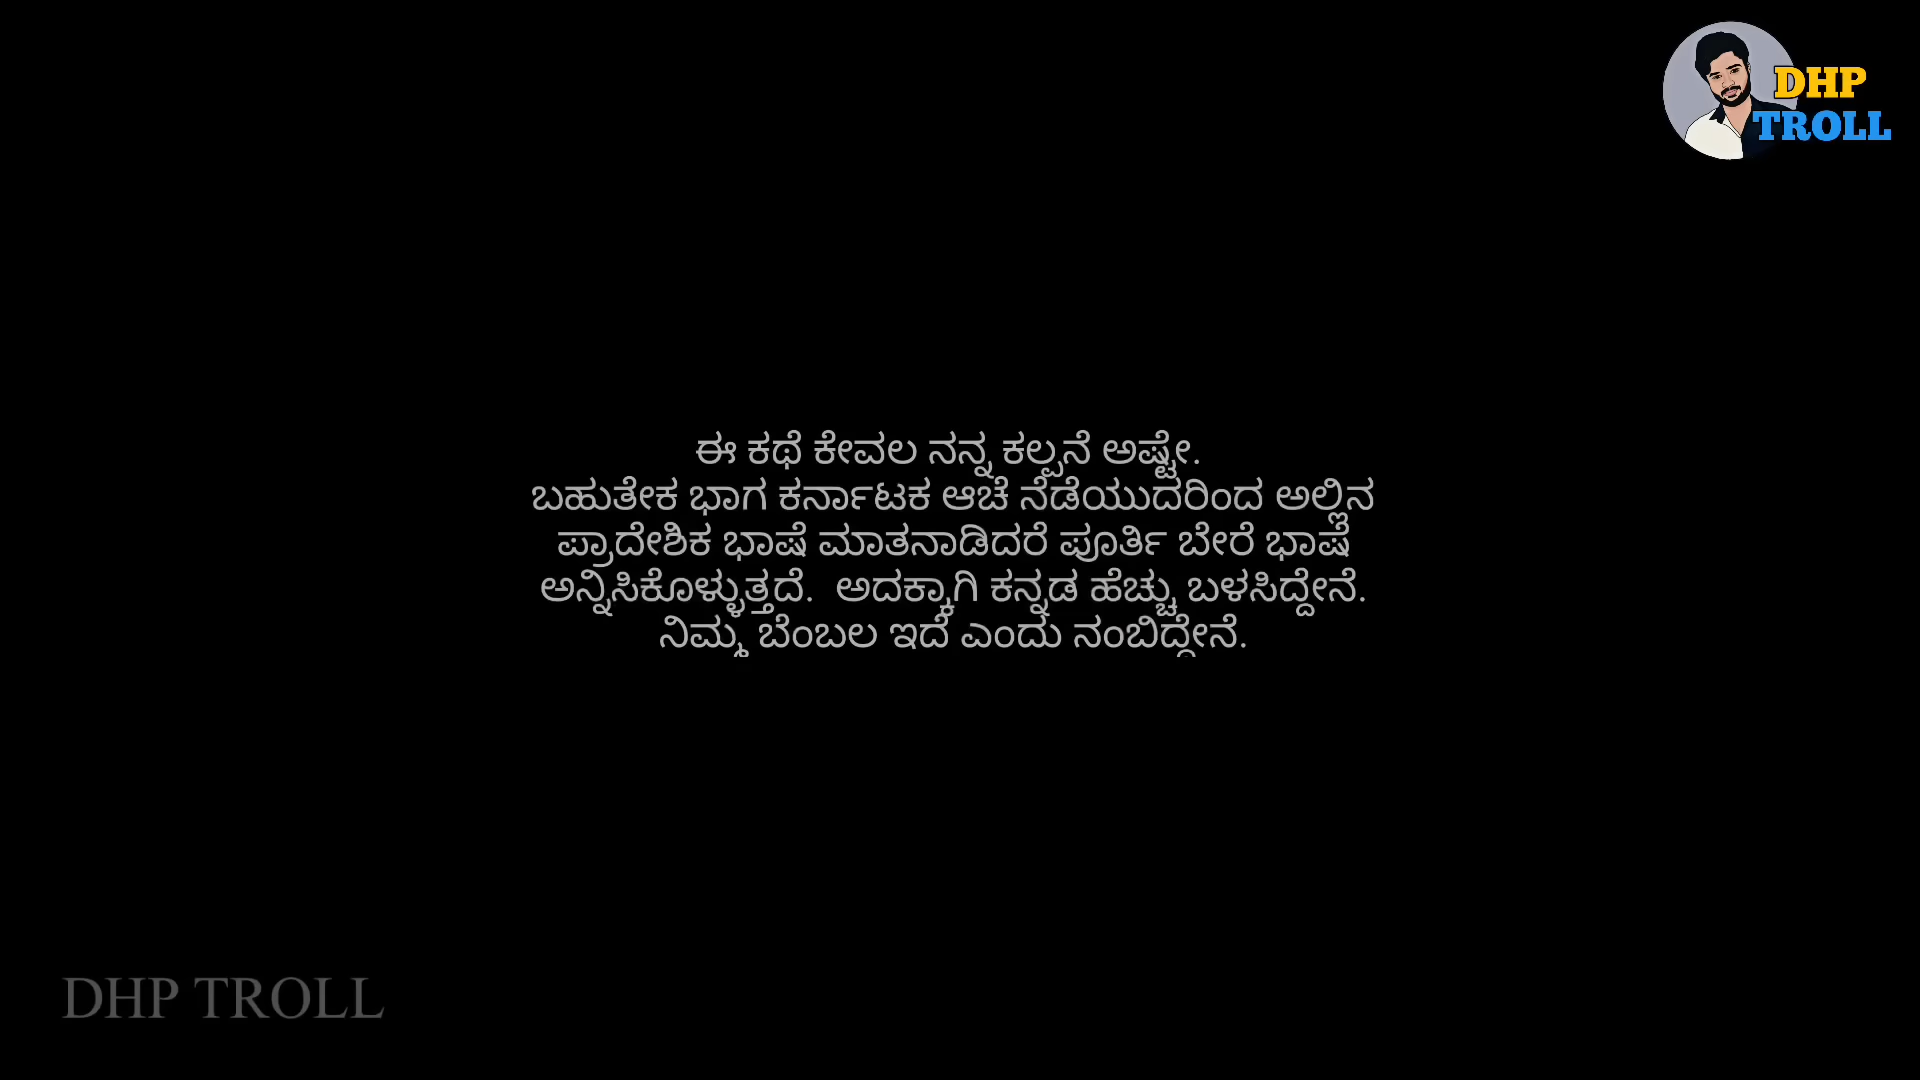 DHP
TROLL
ಈ ಕಥೆ ಕೇವಲ ನನ್ನ ಕಲ್ಪನೆ ಅಷ್ಟೇ.
ಬಹುತೇಕ ಭಾಗ ಕರ್ನಾಟಕ ಆಚೆ ನೆಡೆಯುದರಿಂದ ಅಲ್ಲಿನ
ಪ್ರಾದೇಶಿಕ ಭಾಷೆ ಮಾತನಾಡಿದರೆ ಪೂರ್ತಿ ಬೇರೆ ಭಾಷೆ
ಅನ್ನಿಸಿಕೊಳ್ಳುತ್ತದೆ.  ಅದಕ್ಕಾಗಿ ಕನ್ನಡ ಹೆಚ್ಚು ಬಳಸಿದ್ದೇನೆ.
ನಿಮ್ಮ ಬೆಂಬಲ ಇದೆ ಎಂದು ನಂಬಿದ್ದೇನೆ.
DHP TROLL